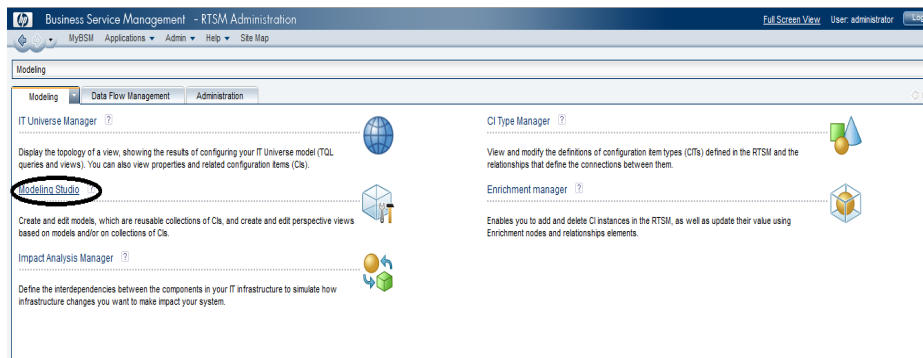 hp Business Service Management - RTSM Administration
Full Screen View User: administrator
MyBSM Applications Admin Help Site Map
Modeling
Modeling Data Flow Management Administration
IT Universe Manager ?
Display the topology of a view, showing the results of configuring your IT Universe model (TQL
queries and views). You can also view properties and related configuration items (CIs).
CI Type Manager ?
View and modify the definitions of configuration item types (CITs) defined in the RTSM and the
relationships that define the connections between them.
Modeling Studio ?
Create and edit models, which are reusable collections of CIs, and create and edit perspective views
based on models and/or on collections of CIs.
Enrichment manager ?
Enables you to add and delete CI instances in the RTSM, as well as update their value using
Enrichment nodes and relationships elements.
Impact Analysis Manager ?
Define the interdependencies between the components in your IT infrastructure to simulate how
infrastructure changes you want to make impact your system.